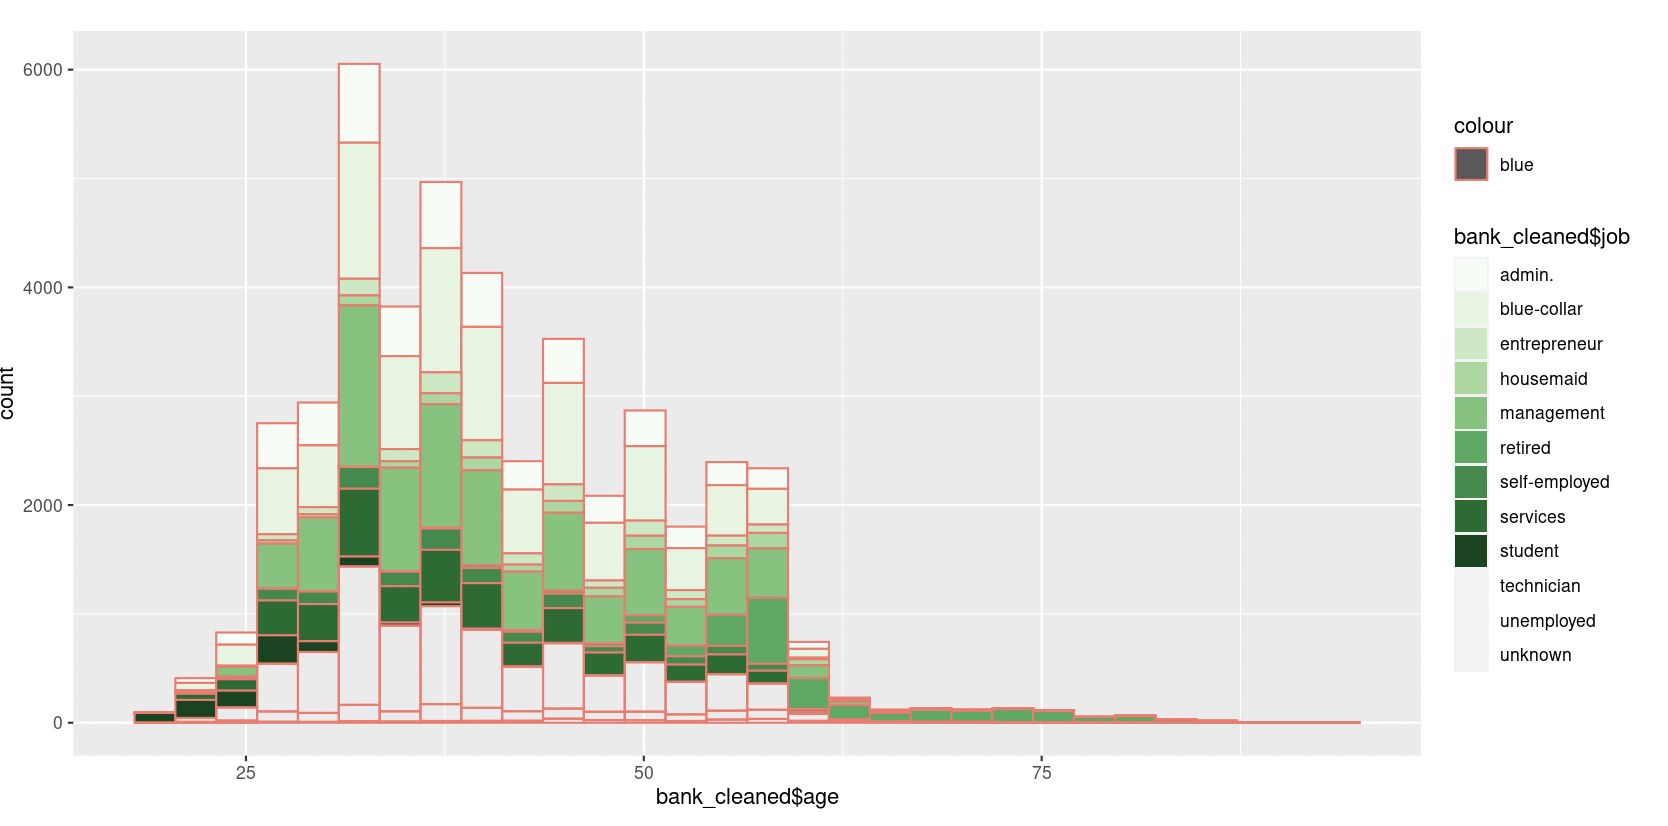 6000
4000
2000
0
count
25
50
75
bank_cleaned$age
colour
blue
bank_cleaned$job
admin.
blue-collar
entrepreneur
housemaid
management
retired
self-employed
services
student
technician
unemployed
unknown